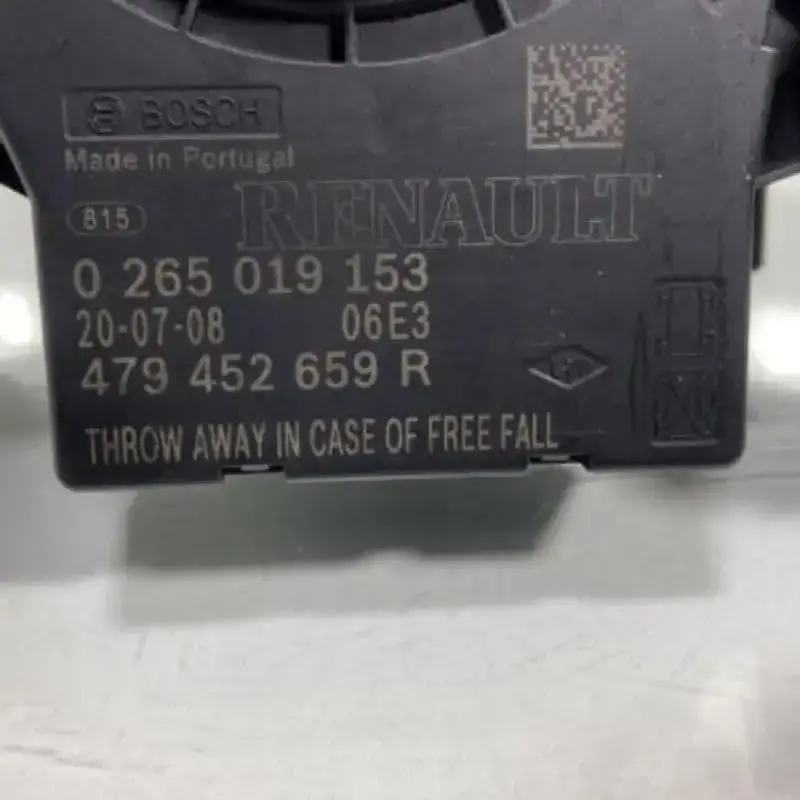 BOSCH
Made in Portugal
815
RENAULT
0 265 019 153
20-07-08 06E3
479 452 659 R
THROW AWAY IN CASE OF FREE FALL